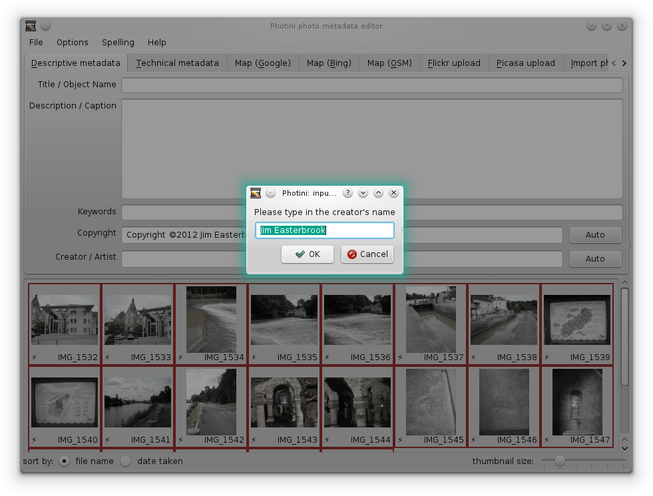 Photini photo metadata editor
File Options Spelling Help
Descriptive metadata Technical metadata Map (Google) Map (Bing) Map (OSM) Flickr upload Picasa upload Import
Title / Object Name
Description / Caption
Photini: inpu...
Please type in the creator's name
Keywords
Jim Easterbrook
Copyright Copyright ©2012 Jim Easterb Auto
OK Cancel
Creator / Artist Auto
IMG_1532 IMG_1533 IMG_1534 IMG_1535 IMG_1536 IMG_1537 IMG_1538 IMG_1539
IMG_1540 IMG_1541 IMG_1542 IMG_1543 IMG_1544 IMG_1545 IMG_1546 IMG_1547
sort by: file name date taken thumbnail size: